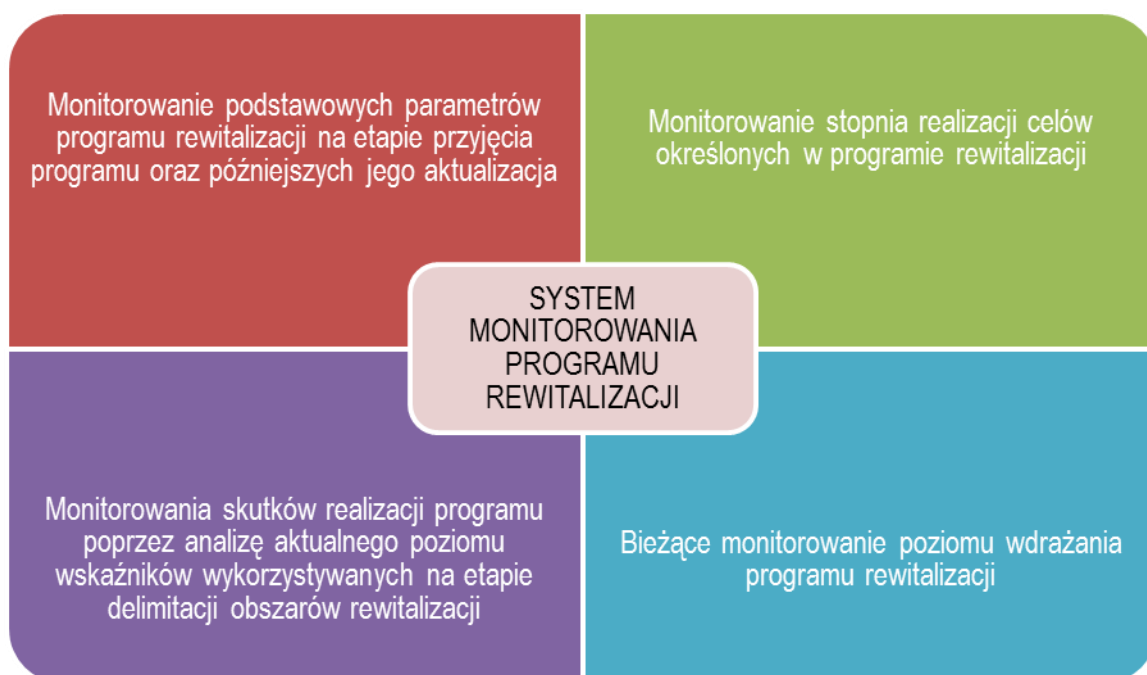 Monitorowanie podstawowych parametrów
programu rewitalizacji na etapie przyjęcia
programu oraz późniejszych jego aktualizacja
Monitorowanie stopnia realizacji celów
określonych w programie rewitalizacji
SYSTEM
MONITOROWANIA
PROGRAMU
REWITALIZACJI
Monitorowania skutków realizacji programu
poprzez analizę aktualnego poziomu
wskaźników wykorzystywanych na etapie
delimitacji obszarów rewitalizacji
Bieżące monitorowanie poziomu wdrażania
programu rewitalizacji